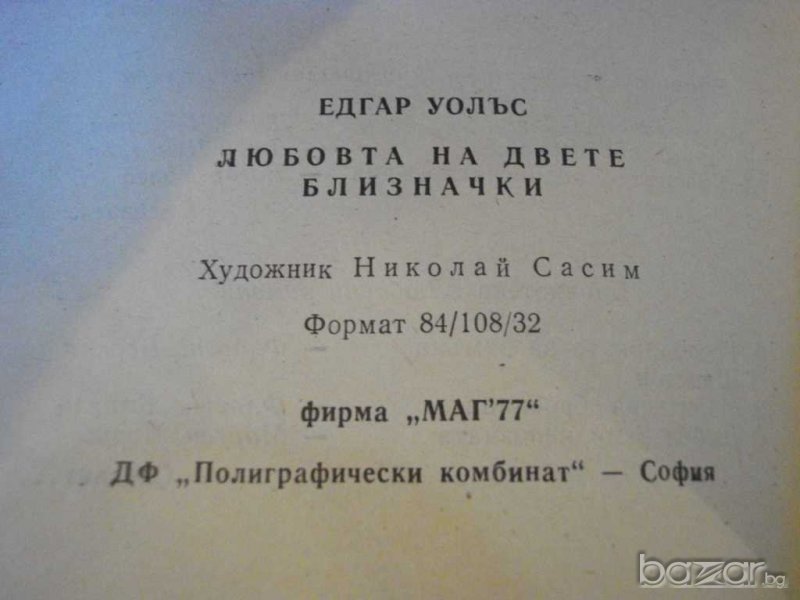 ЕДГАР УОЛЪС
ЛЮБОВТА НА ДВЕТЕ
БЛИЗНАЧКИ
Художник Николай Сасим
Формат 84/108/32
фирма „МАГ'77“
ДФ „Полиграфически комбинат“ — София
bazar.bg